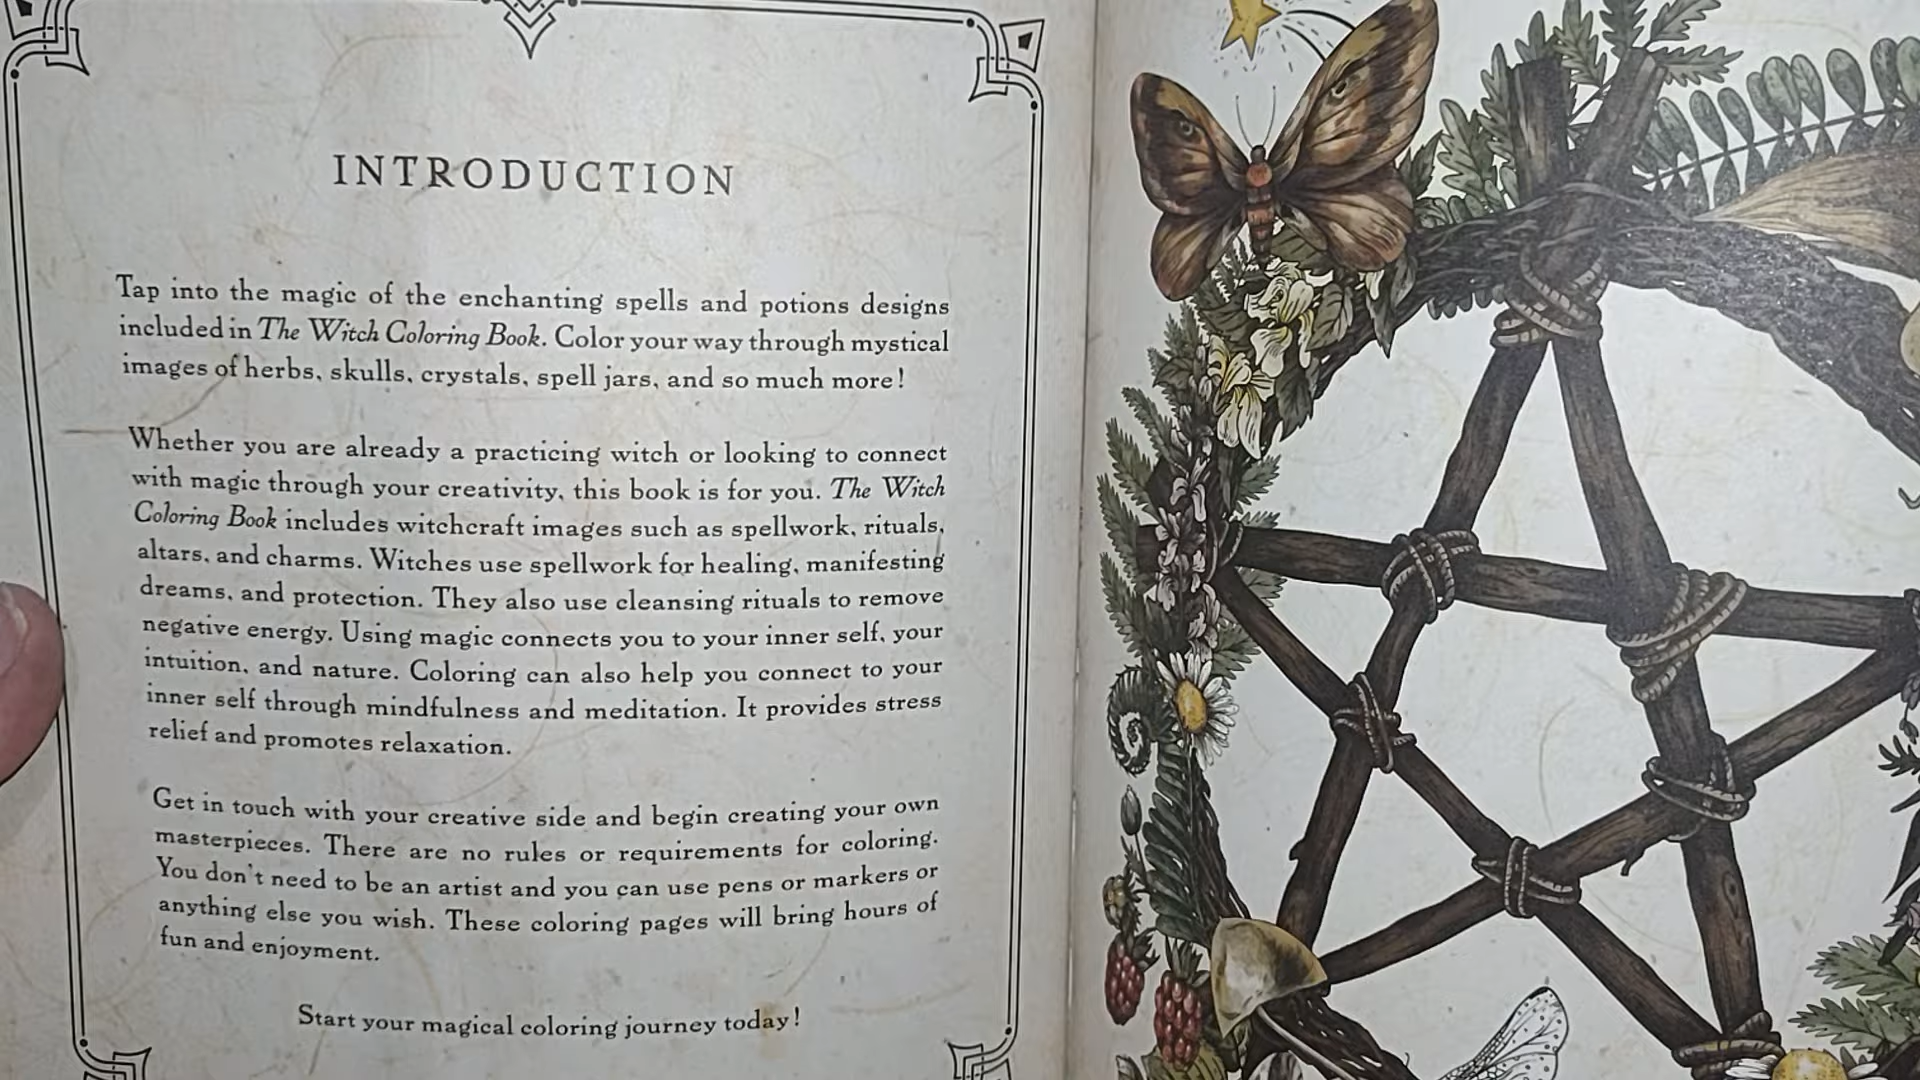 INTRODUCTION
Tap into the magic of the enchanting spells and potions designs
included in The Witch Coloring Book. Color your way through mystical
images of herbs, skulls, crystals, spell jars, and so much more!
Whether you are already a practicing witch or looking to connect
with magic through your creativity, this book is for you. The Witch
Coloring Book includes witchcraft images such as spellwork, rituals,
altars, and charms. Witches use spellwork for healing, manifesting
dreams, and protection. They also use cleansing rituals to remove
negative energy. Using magic connects you to your inner self, your
intuition, and nature. Coloring can also help you connect to your
inner self through mindfulness and meditation. It provides stress
relief and promotes relaxation.
Get in touch with your creative side and begin creating your own
masterpieces. There are no rules or requirements for coloring.
You don't need to be an artist and you can use pens or markers or
anything else you wish. These coloring pages will bring hours of
fun and enjoyment.
Start your magical coloring journey today!